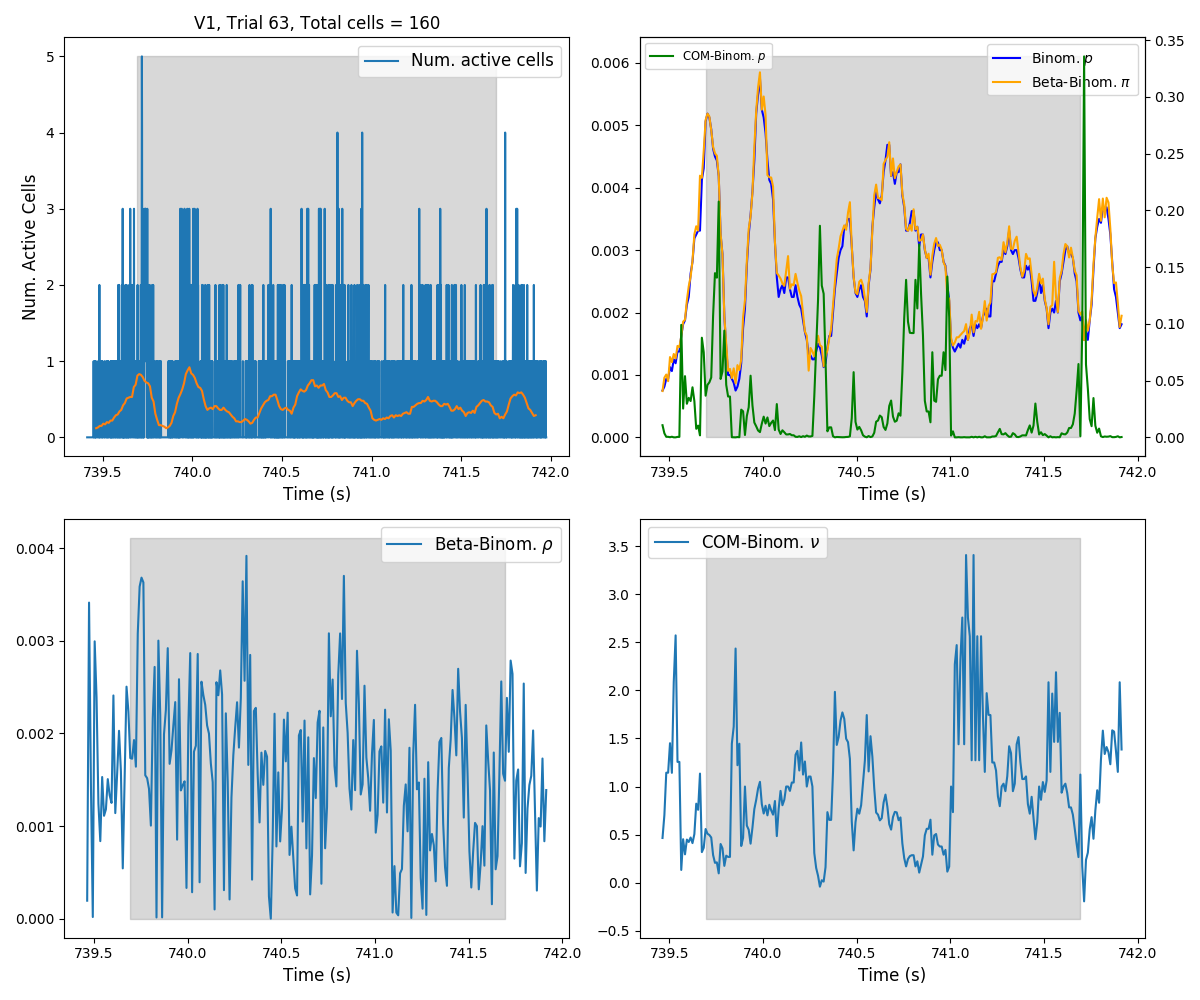 V1, Trial 63, Total cells = 160
Num. active cells
Num. Active Cells
5
4
3
2
1
0
739.5 740.0 740.5 741.0 741.5 742.0
Time (s)
COM-Binom. p
Binom. p
Beta-Binom. π
0.006
0.005
0.004
0.003
0.002
0.001
0.000
0.35
0.30
0.25
0.20
0.15
0.10
0.05
0.00
739.5 740.0 740.5 741.0 741.5 742.0
Time (s)
Beta-Binom. ρ
0.004
0.003
0.002
0.001
0.000
739.5 740.0 740.5 741.0 741.5 742.0
Time (s)
COM-Binom. ν
3.5
3.0
2.5
2.0
1.5
1.0
0.5
0.0
−0.5
739.5 740.0 740.5 741.0 741.5 742.0
Time (s)